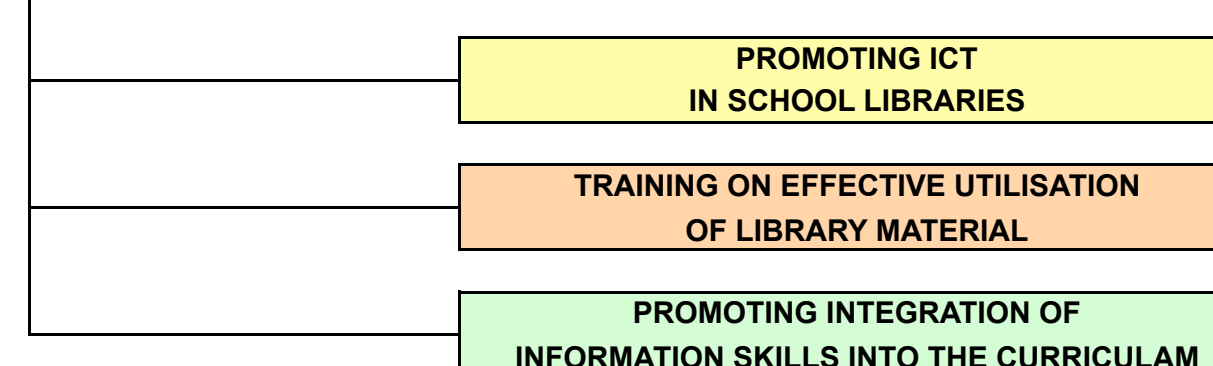 PROMOTING ICT
IN SCHOOL LIBRARIES
TRAINING ON EFFECTIVE UTILISATION
OF LIBRARY MATERIAL
PROMOTING INTEGRATION OF
INFORMATION SKILLS INTO THE CURRICULAM